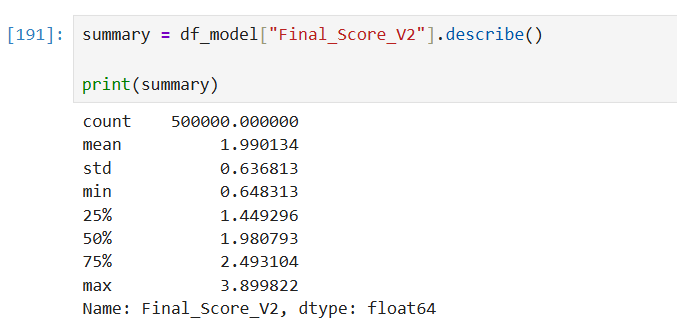 [191]: summary = df_model["Final_Score_V2"].describe()
print(summary)
count    500000.000000
mean          1.990134
std           0.636813
min           0.648313
25%           1.449296
50%           1.980793
75%           2.493104
max           3.899822
Name: Final_Score_V2, dtype: float64